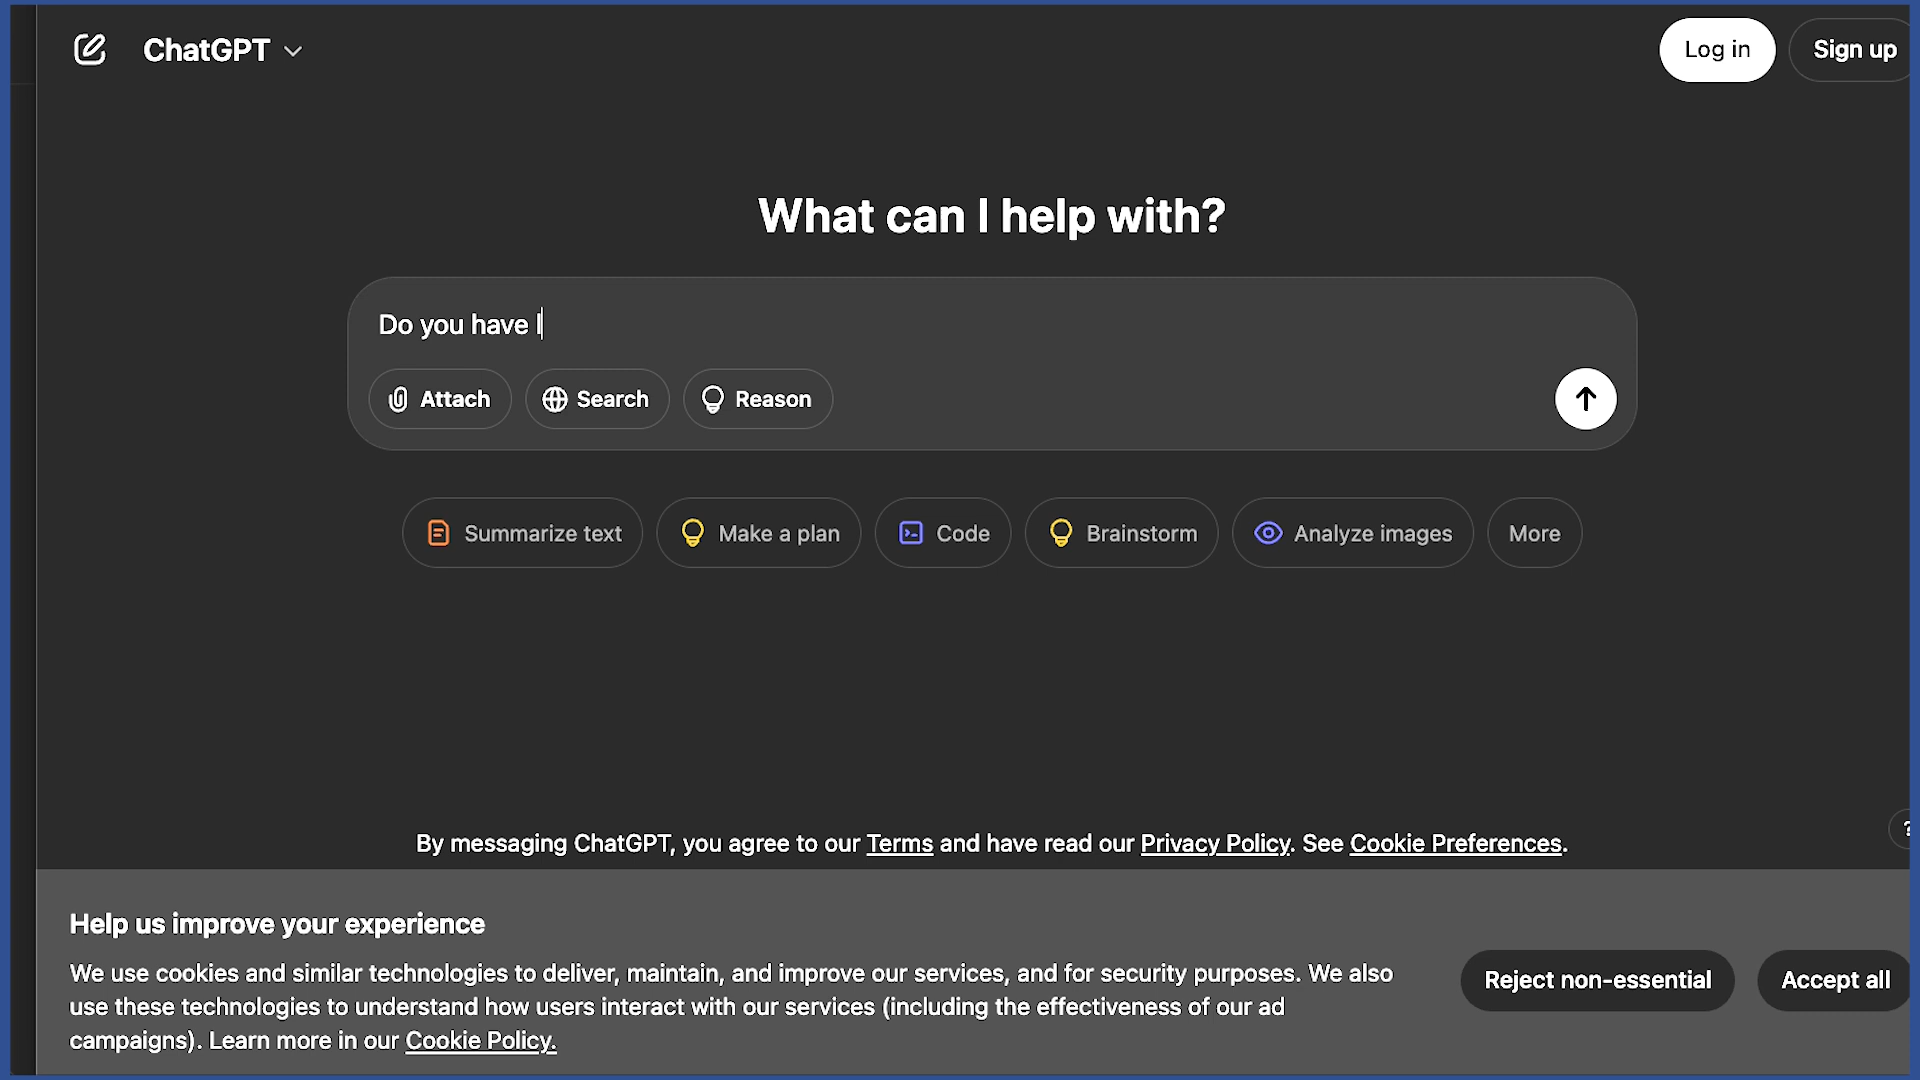 ChatGPT
Log in
Sign up
What can I help with?
Do you have l
Attach
Search
Reason
Summarize text
Make a plan
Code
Brainstorm
Analyze images
More
By messaging ChatGPT, you agree to our Terms and have read our Privacy Policy. See Cookie Preferences.
?
Help us improve your experience
We use cookies and similar technologies to deliver, maintain, and improve our services, and for security purposes. We also
use these technologies to understand how users interact with our services (including the effectiveness of our ad
campaigns). Learn more in our Cookie Policy.
Reject non-essential
Accept all